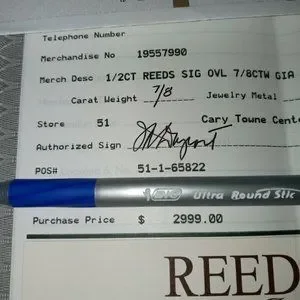 Telephone Number
Merchandise No 19557990
Merch Desc 1/2CT REEDS SIG OVL 7/8CTW GIA
Carat Weight 7/8 Jewelry Metal
Store 51 Cary Towne Cente
Authorized Sign
POS# 51-1-65822
BIC Ultra Round Stic
Purchase Price $ 2999.00
REED